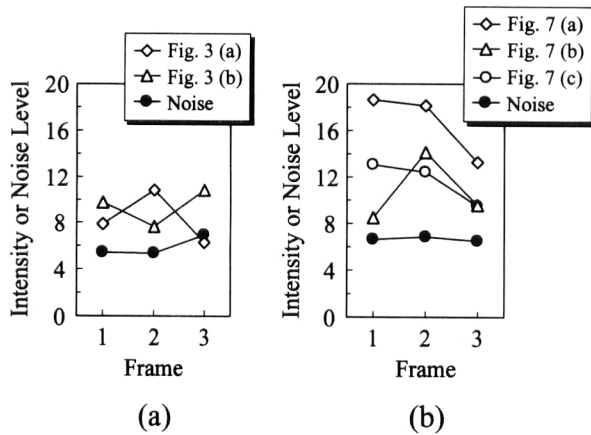 Fig. 3 (a)
Fig. 3 (b)
Noise
Intensity or Noise Level
20
16
12
8
4
0
1 2 3
Frame
(a)
Fig. 7 (a)
Fig. 7 (b)
Fig. 7 (c)
Noise
Intensity or Noise Level
20
16
12
8
4
0
1 2 3
Frame
(b)